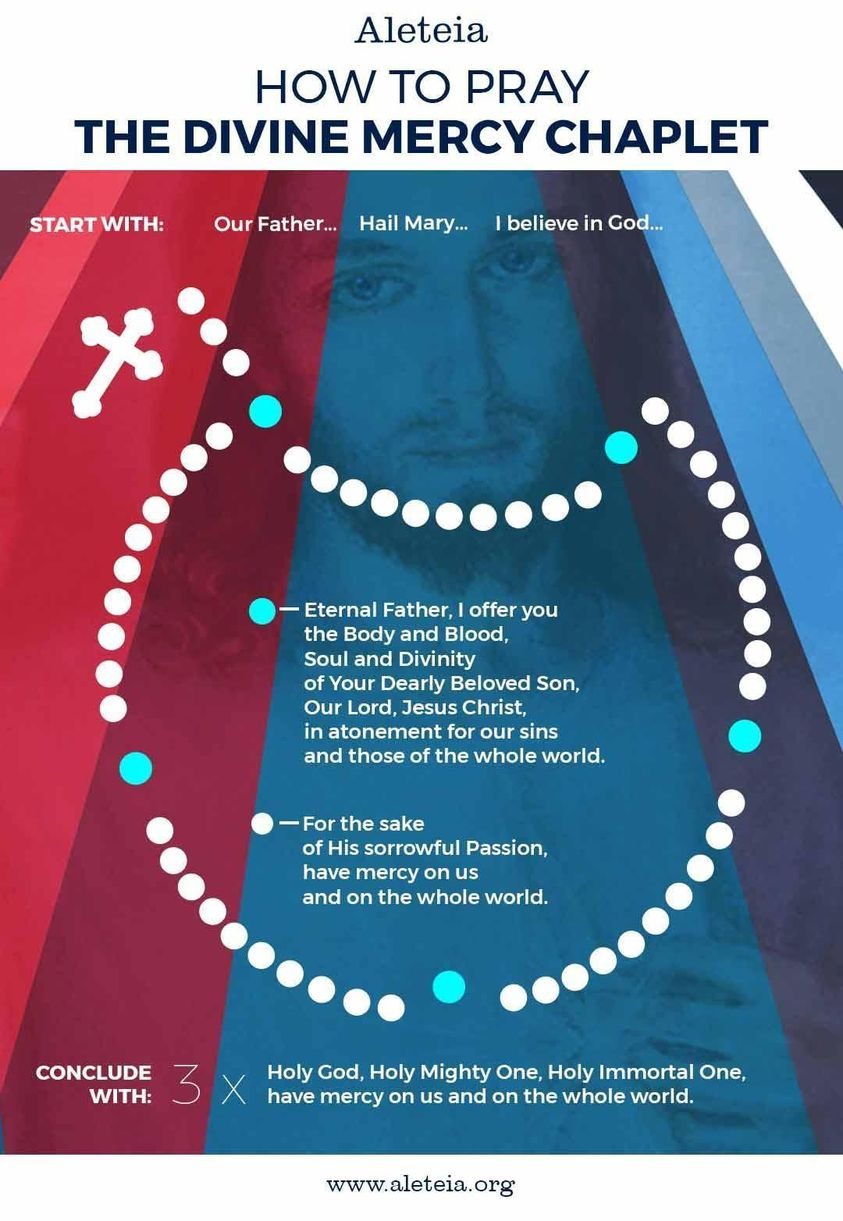 Aleteia
HOW TO PRAY
THE DIVINE MERCY CHAPLET
START WITH: Our Father... Hail Mary... I believe in God...
Eternal Father, I offer you
the Body and Blood,
Soul and Divinity
of Your Dearly Beloved Son,
Our Lord, Jesus Christ,
in atonement for our sins
and those of the whole world.
For the sake
of His sorrowful Passion,
have mercy on us
and on the whole world.
CONCLUDE
WITH:
3 x
Holy God, Holy Mighty One, Holy Immortal One,
have mercy on us and on the whole world.
www.aleteia.org